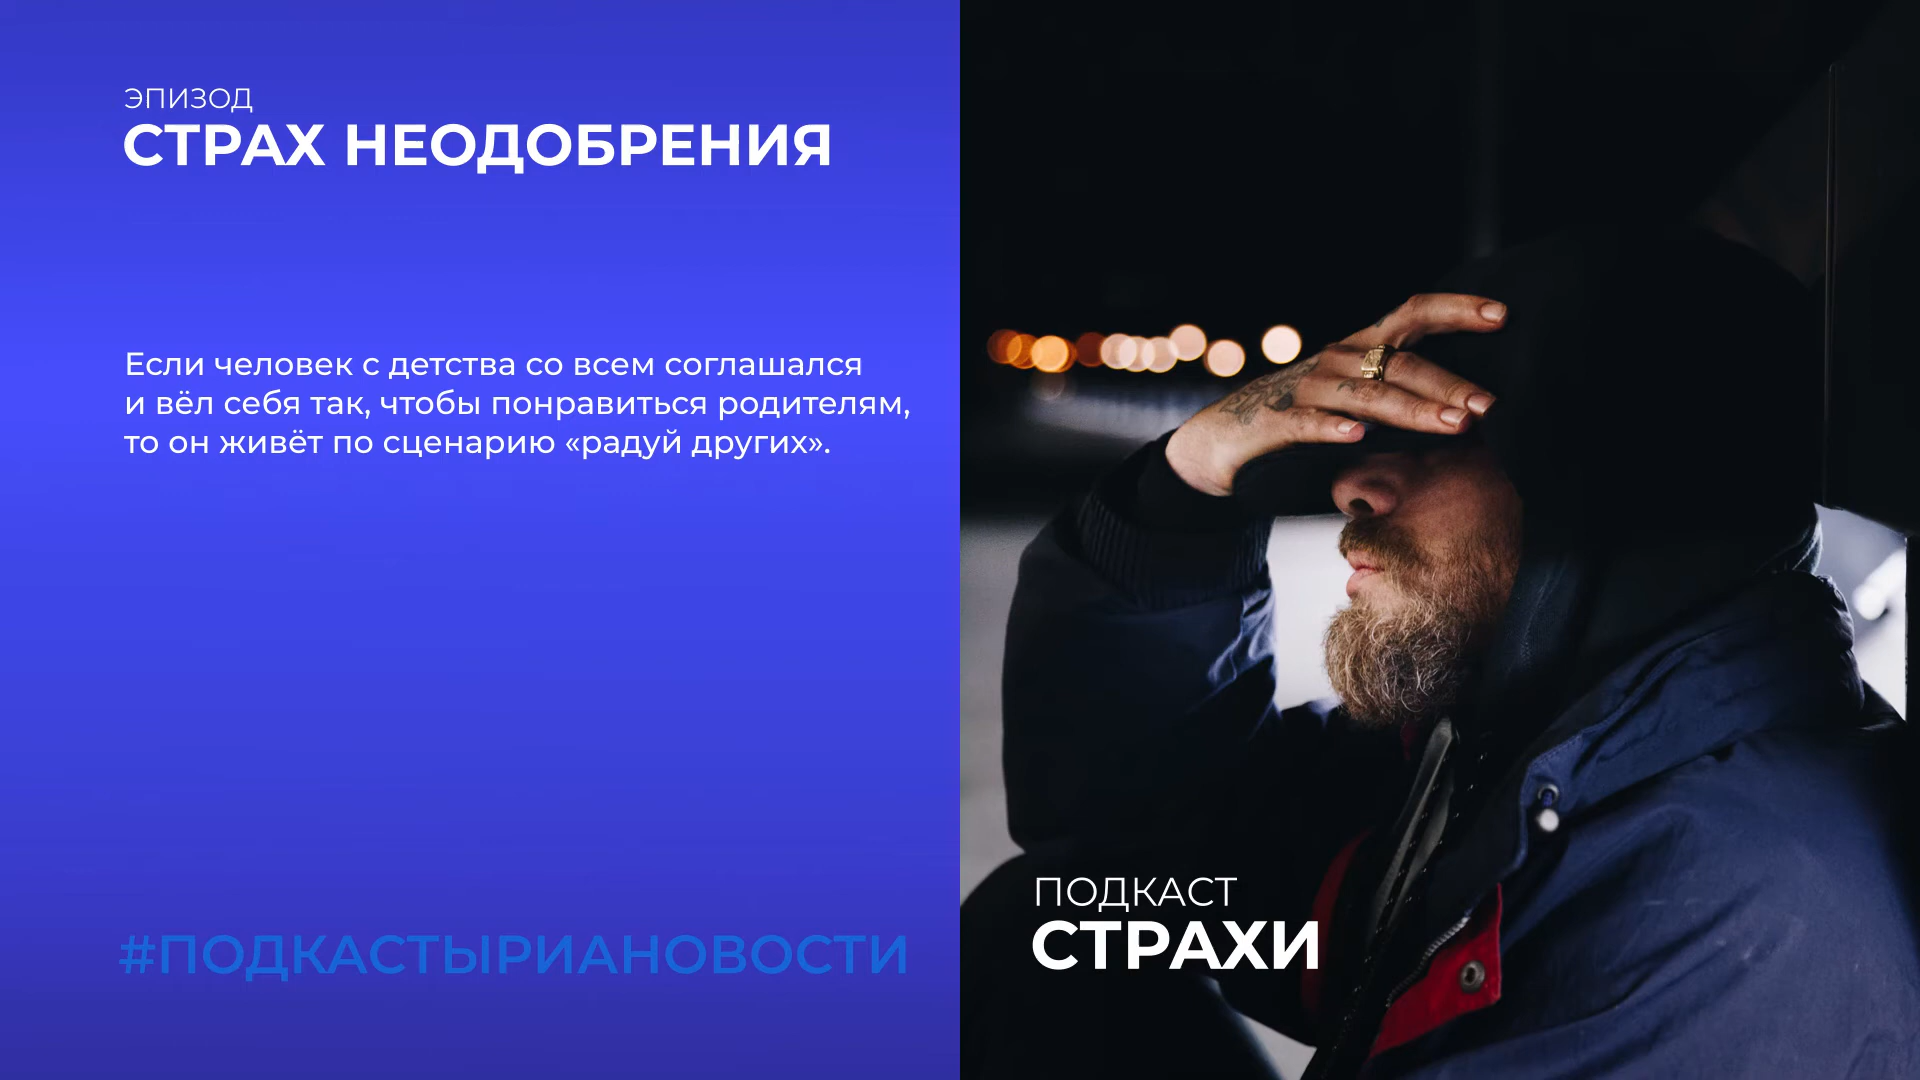 ЭПИЗОД
СТРАХ НЕОДОБРЕНИЯ
Если человек с детства со всем соглашался
и вёл себя так, чтобы понравиться родителям,
то он живёт по сценарию «радуй других».
#ПОДКАСТЫРИАНОВОСТИ
ПОДКАСТ
СТРАХИ